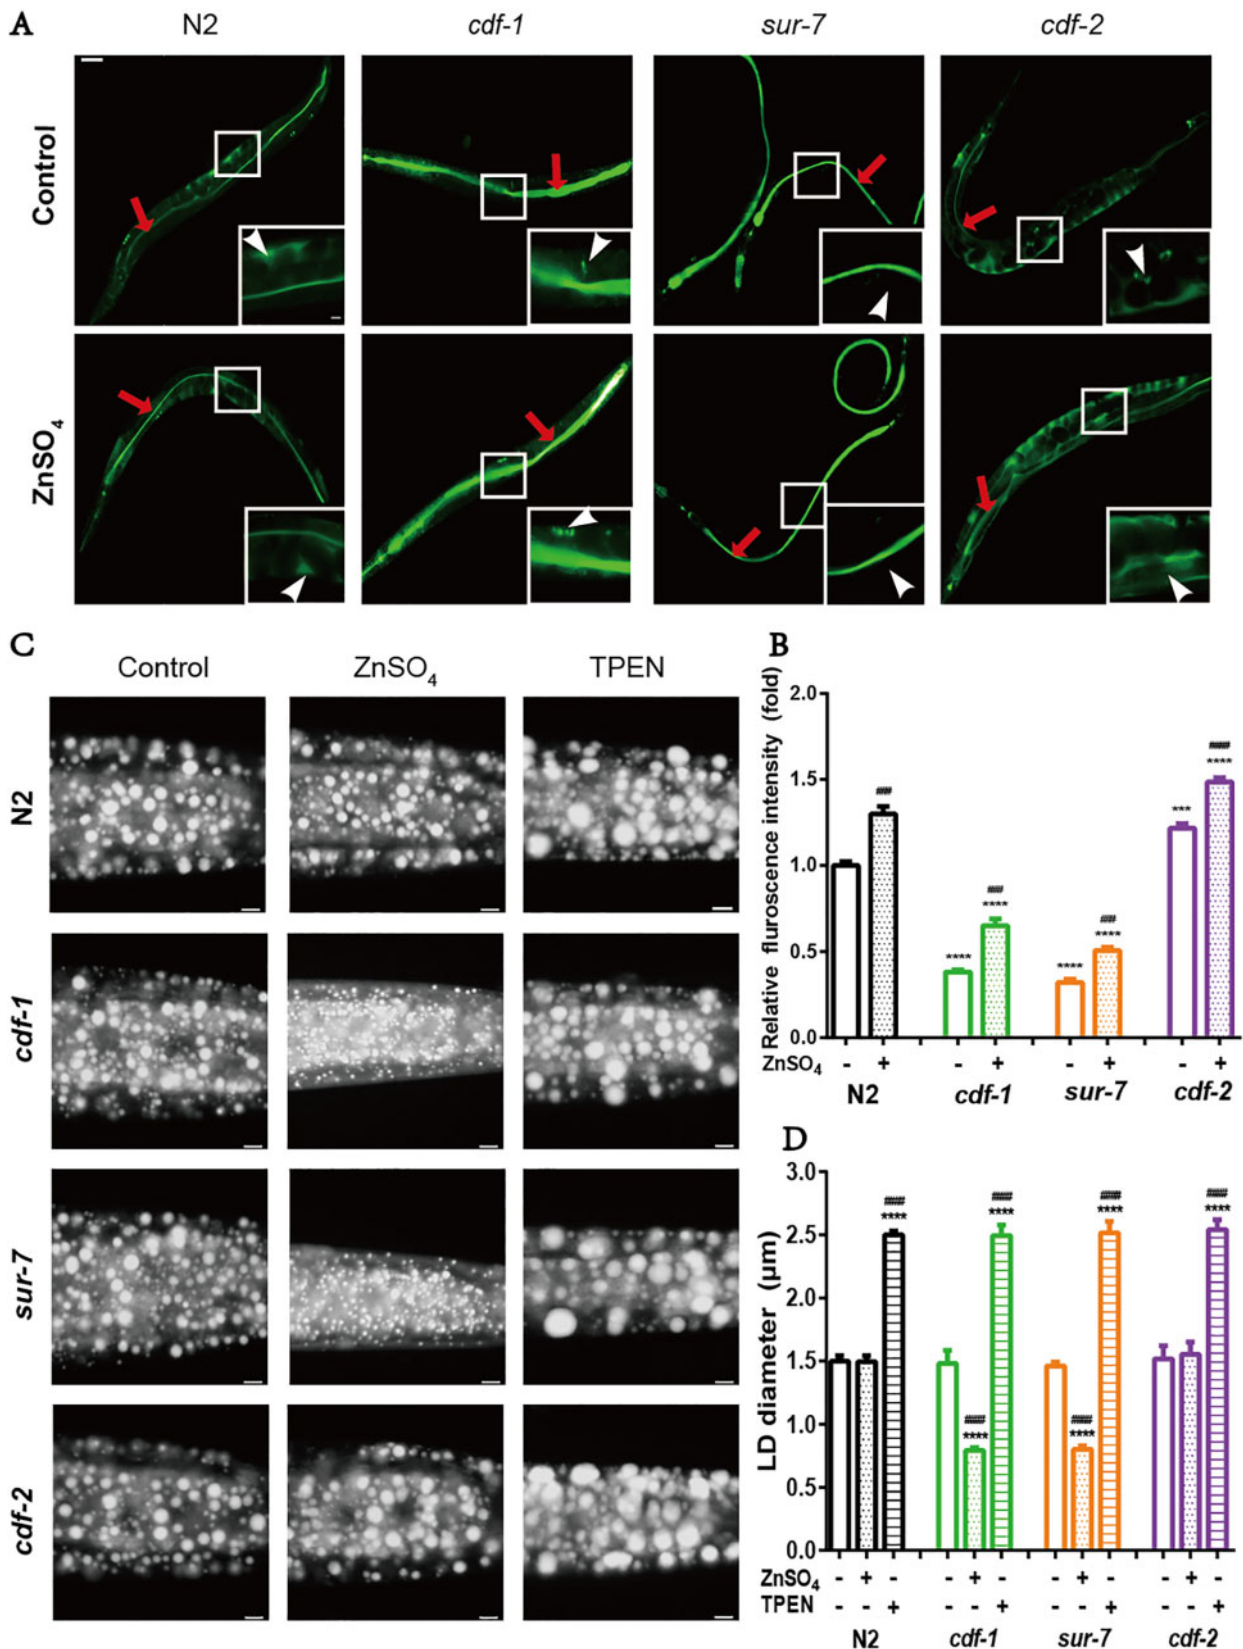 A
N2
cdf-1
sur-7
cdf-2
Control
ZnSO₄
C
Control
ZnSO₄
TPEN
N2
cdf-1
sur-7
cdf-2
B
Relative fluroscence intensity (fold)
2.0
1.5
1.0
0.5
0.0
##
****
##
****
****
##
****
***
####
****
ZnSO₄
- + - + - + - +
N2 cdf-1 sur-7 cdf-2
D
LD diameter (μm)
3.0
2.5
2.0
1.5
1.0
0.5
0.0
####
****
####
****
####
****
####
****
####
****
####
****
ZnSO₄ - + - - + - - + - - + -
TPEN - - + - - + - - + - - +
N2 cdf-1 sur-7 cdf-2